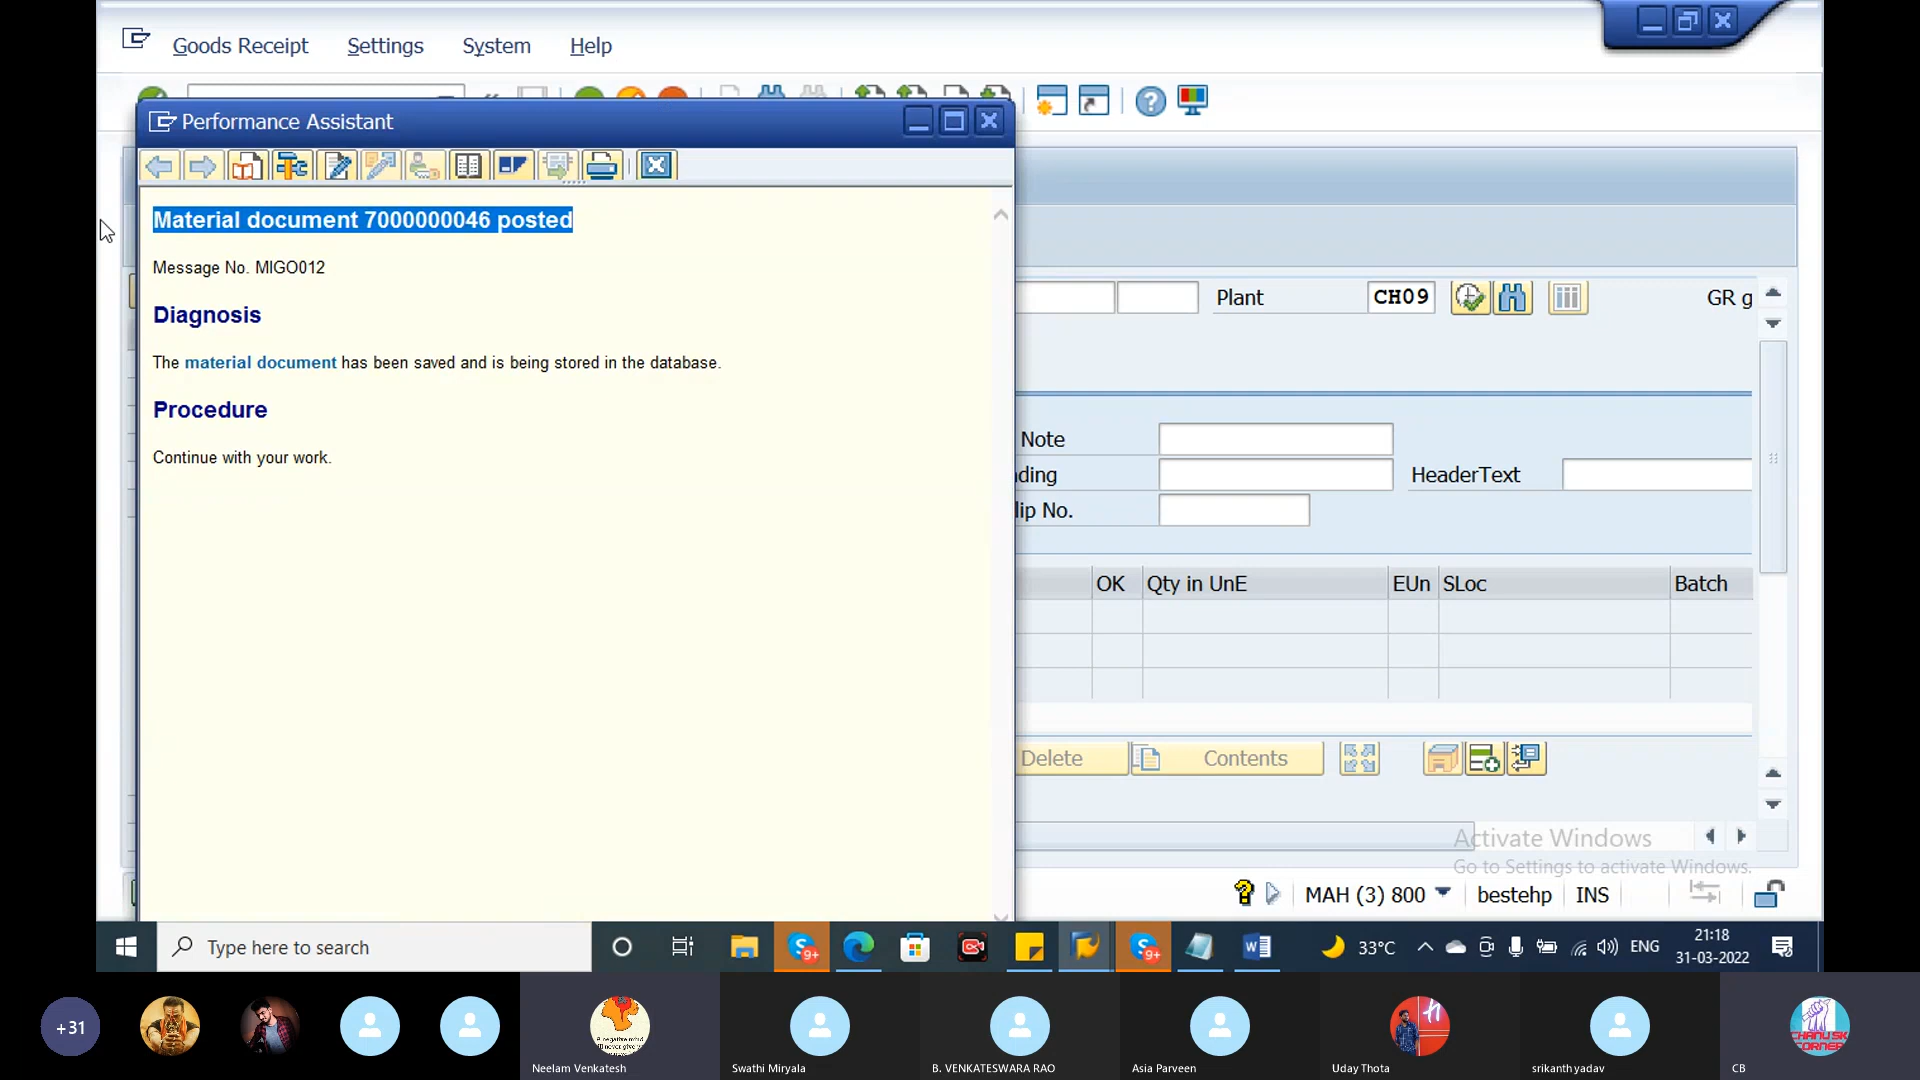 Goods Receipt Settings System Help
Performance Assistant
Material document 7000000046 posted
Message No. MIGO012
Diagnosis
The material document has been saved and is being stored in the database.
Procedure
Continue with your work.
Plant CH09 GR g
Note
ding HeaderText
lip No.
OK Qty in UnE EUn SLoc Batch
Delete Contents
Activate Windows
Go to Settings to activate Windows.
MAH (3) 800 bestehp INS
Type here to search
9+
9+
33°C
ENG
21:18
31-03-2022
+31
Neelam Venkatesh
Swathi Miryala
B. VENKATESWARA RAO
Asia Parveen
Uday Thota
srikanth yadav
CB